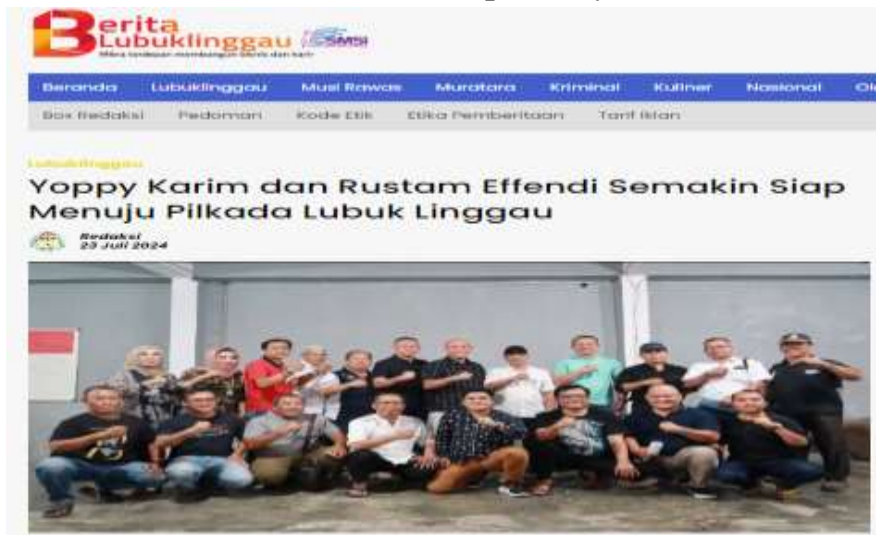 Berita
Lubuklinggau SMSI
Beranda Lubuklinggau Musi Rawas Muratara Kriminal Kuliner Nasional Ol
Box Redaksi Pedoman Kode Etik Etika Pemberitaan Tarif Iklan
Lubuklinggau
Yoppy Karim dan Rustam Effendi Semakin Siap
Menuju Pilkada Lubuk Linggau
Redaksi
23 Juli 2024